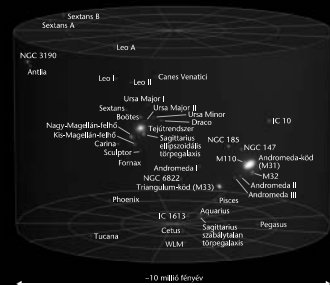 Sextans B
Sextans A
NGC 3190
Antlia
Leo A
Leo I
Leo II
Canes Venatici
Ursa Major I
Sextans
Ursa Major II
Boötes
Ursa Minor
Draco
IC 10
Nagy-Magellán-felhő
Tejútrendszer
Kis-Magellán-felhő
Sagittarius
ellipszoidális
törpegalaxis
Carina
Sculptor
Fornax
NGC 185
NGC 147
M110
Andromeda-köd
(M31)
Andromeda I
M32
NGC 6822
Andromeda II
Triangulum-köd (M33)
Andromeda III
Phoenix
Pisces
Aquarius
IC 1613
Sagittarius
szabálytalan
törpegalaxis
Pegasus
Cetus
Tucana
WLM
~10 millió fényév